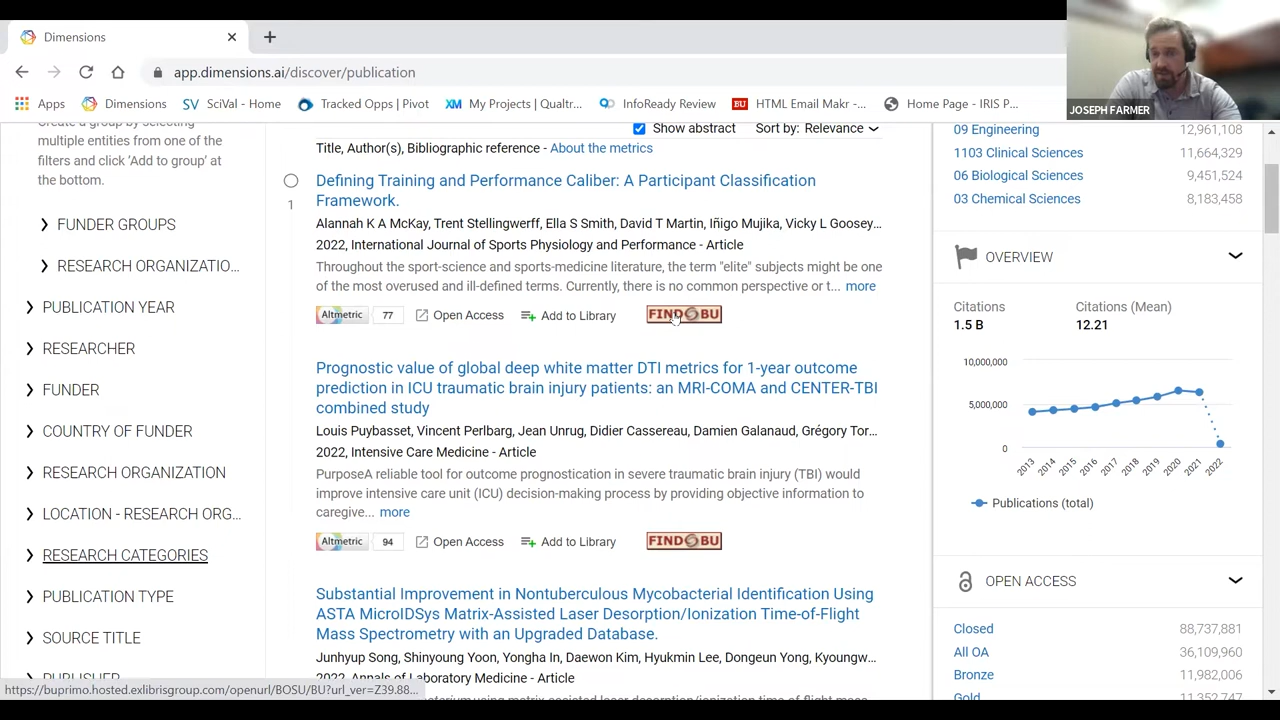 Dimensions
app.dimensions.ai/discover/publication
Apps
Dimensions
SV SciVal - Home
Tracked Opps | Pivot
XM My Projects | Qualtr...
InfoReady Review
BU HTML Email Makr -...
Home Page - IRIS P...
JOSEPH FARMER
Create a group by selecting
multiple entities from one of the
filters and click 'Add to group' at
the bottom.
FUNDER GROUPS
RESEARCH ORGANIZATIO...
PUBLICATION YEAR
RESEARCHER
FUNDER
COUNTRY OF FUNDER
RESEARCH ORGANIZATION
LOCATION - RESEARCH ORG...
RESEARCH CATEGORIES
PUBLICATION TYPE
SOURCE TITLE
PUBLISHER
https://buprimo.hosted.exlibrisgroup.com/openurl/BOSU/BU?url_ver=Z39.88...
Show abstract Sort by: Relevance
Title, Author(s), Bibliographic reference - About the metrics
1
Defining Training and Performance Caliber: A Participant Classification
Framework.
Alannah K A McKay, Trent Stellingwerff, Ella S Smith, David T Martin, Iñigo Mujika, Vicky L Goosey...
2022, International Journal of Sports Physiology and Performance - Article
Throughout the sport-science and sports-medicine literature, the term "elite" subjects might be one
of the most overused and ill-defined terms. Currently, there is no common perspective or t... more
Altmetric 77 Open Access Add to Library FIND@BU
Prognostic value of global deep white matter DTI metrics for 1-year outcome
prediction in ICU traumatic brain injury patients: an MRI-COMA and CENTER-TBI
combined study
Louis Puybasset, Vincent Perlbarg, Jean Unrug, Didier Cassereau, Damien Galanaud, Grégory Tor...
2022, Intensive Care Medicine - Article
PurposeA reliable tool for outcome prognostication in severe traumatic brain injury (TBI) would
improve intensive care unit (ICU) decision-making process by providing objective information to
caregive... more
Altmetric 94 Open Access Add to Library FIND@BU
Substantial Improvement in Nontuberculous Mycobacterial Identification Using
ASTA MicroIDSys Matrix-Assisted Laser Desorption/Ionization Time-of-Flight
Mass Spectrometry with an Upgraded Database.
Junhyup Song, Shinyoung Yoon, Yongha In, Daewon Kim, Hyukmin Lee, Dongeun Yong, Kyoungw...
2022, Annals of Laboratory Medicine - Article
09 Engineering 12,961,108
1103 Clinical Sciences 11,664,329
06 Biological Sciences 9,451,524
03 Chemical Sciences 8,183,458
OVERVIEW
Citations Citations (Mean)
1.5 B 12.21
10,000,000
5,000,000
0
2013 2014 2015 2016 2017 2018 2019 2020 2021 2022
Publications (total)
OPEN ACCESS
Closed 88,737,881
All OA 36,109,960
Bronze 11,982,006
Gold 11,352,347